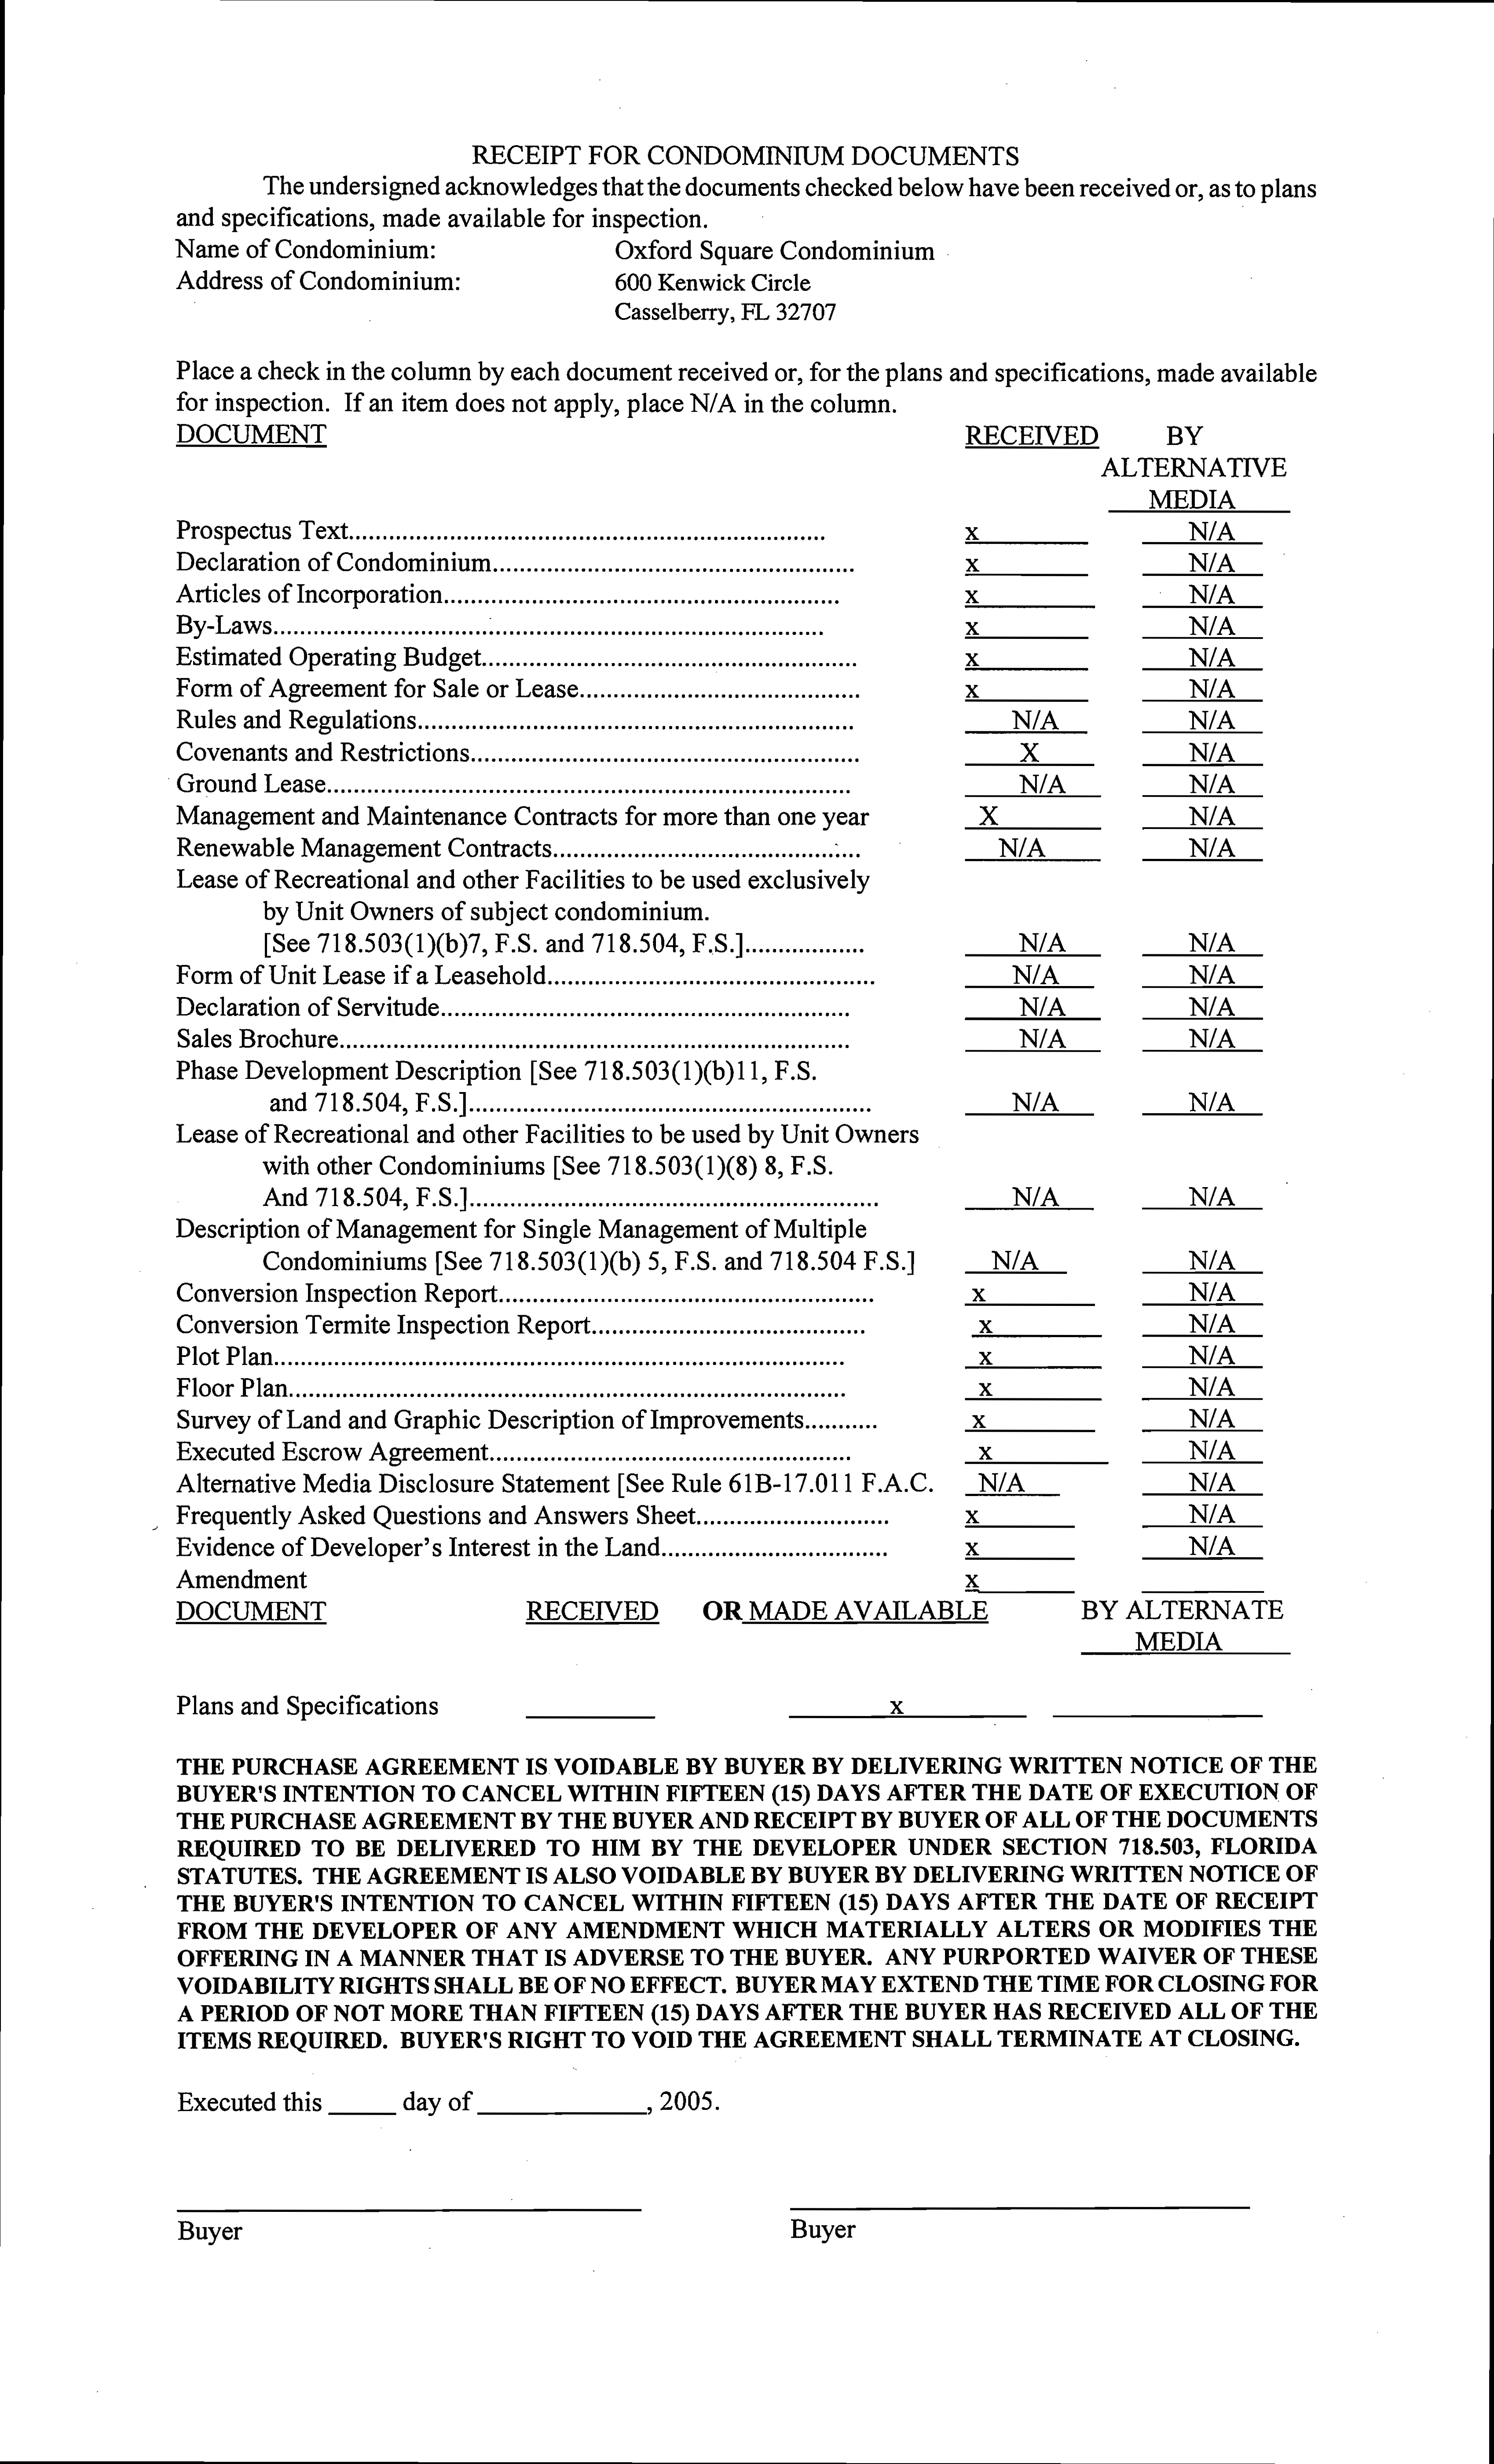 RECEIPT FOR CONDOMINIUM DOCUMENTS
The undersigned acknowledges that the documents checked below have been received or, as to plans
and specifications, made available for inspection.
Name of Condominium: Oxford Square Condominium
Address of Condominium: 600 Kenwick Circle
Casselberry, FL 32707
Place a check in the column by each document received or, for the plans and specifications, made available
for inspection. If an item does not apply, place N/A in the column.
DOCUMENT RECEIVED BY
ALTERNATIVE
MEDIA
Prospectus Text....................................................................... x N/A
Declaration of Condominium...................................................... x N/A
Articles of Incorporation........................................................... x N/A
By-Laws.................................................................................. x N/A
Estimated Operating Budget........................................................ x N/A
Form of Agreement for Sale or Lease.......................................... x N/A
Rules and Regulations................................................................. N/A N/A
Covenants and Restrictions.......................................................... X N/A
Ground Lease.............................................................................. N/A N/A
Management and Maintenance Contracts for more than one year X N/A
Renewable Management Contracts.............................................. N/A N/A
Lease of Recreational and other Facilities to be used exclusively
by Unit Owners of subject condominium.
[See 718.503(1)(b)7, F.S. and 718.504, F.S.].................. N/A N/A
Form of Unit Lease if a Leasehold................................................. N/A N/A
Declaration of Servitude............................................................. N/A N/A
Sales Brochure............................................................................ N/A N/A
Phase Development Description [See 718.503(1)(b)11, F.S.
and 718.504, F.S.]............................................................ N/A N/A
Lease of Recreational and other Facilities to be used by Unit Owners
with other Condominiums [See 718.503(1)(8) 8, F.S.
And 718.504, F.S.]............................................................. N/A N/A
Description of Management for Single Management of Multiple
Condominiums [See 718.503(1)(b) 5, F.S. and 718.504 F.S.] N/A N/A
Conversion Inspection Report........................................................ x N/A
Conversion Termite Inspection Report......................................... x N/A
Plot Plan..................................................................................... x N/A
Floor Plan................................................................................... x N/A
Survey of Land and Graphic Description of Improvements........... x N/A
Executed Escrow Agreement...................................................... x N/A
Alternative Media Disclosure Statement [See Rule 61B-17.011 F.A.C. N/A N/A
Frequently Asked Questions and Answers Sheet............................. x N/A
Evidence of Developer's Interest in the Land.................................. x N/A
Amendment x
DOCUMENT RECEIVED OR MADE AVAILABLE BY ALTERNATE
MEDIA
Plans and Specifications x
THE PURCHASE AGREEMENT IS VOIDABLE BY BUYER BY DELIVERING WRITTEN NOTICE OF THE
BUYER'S INTENTION TO CANCEL WITHIN FIFTEEN (15) DAYS AFTER THE DATE OF EXECUTION OF
THE PURCHASE AGREEMENT BY THE BUYER AND RECEIPT BY BUYER OF ALL OF THE DOCUMENTS
REQUIRED TO BE DELIVERED TO HIM BY THE DEVELOPER UNDER SECTION 718.503, FLORIDA
STATUTES. THE AGREEMENT IS ALSO VOIDABLE BY BUYER BY DELIVERING WRITTEN NOTICE OF
THE BUYER'S INTENTION TO CANCEL WITHIN FIFTEEN (15) DAYS AFTER THE DATE OF RECEIPT
FROM THE DEVELOPER OF ANY AMENDMENT WHICH MATERIALLY ALTERS OR MODIFIES THE
OFFERING IN A MANNER THAT IS ADVERSE TO THE BUYER. ANY PURPORTED WAIVER OF THESE
VOIDABILITY RIGHTS SHALL BE OF NO EFFECT. BUYER MAY EXTEND THE TIME FOR CLOSING FOR
A PERIOD OF NOT MORE THAN FIFTEEN (15) DAYS AFTER THE BUYER HAS RECEIVED ALL OF THE
ITEMS REQUIRED. BUYER'S RIGHT TO VOID THE AGREEMENT SHALL TERMINATE AT CLOSING.
Executed this _____ day of _____________, 2005.
Buyer Buyer